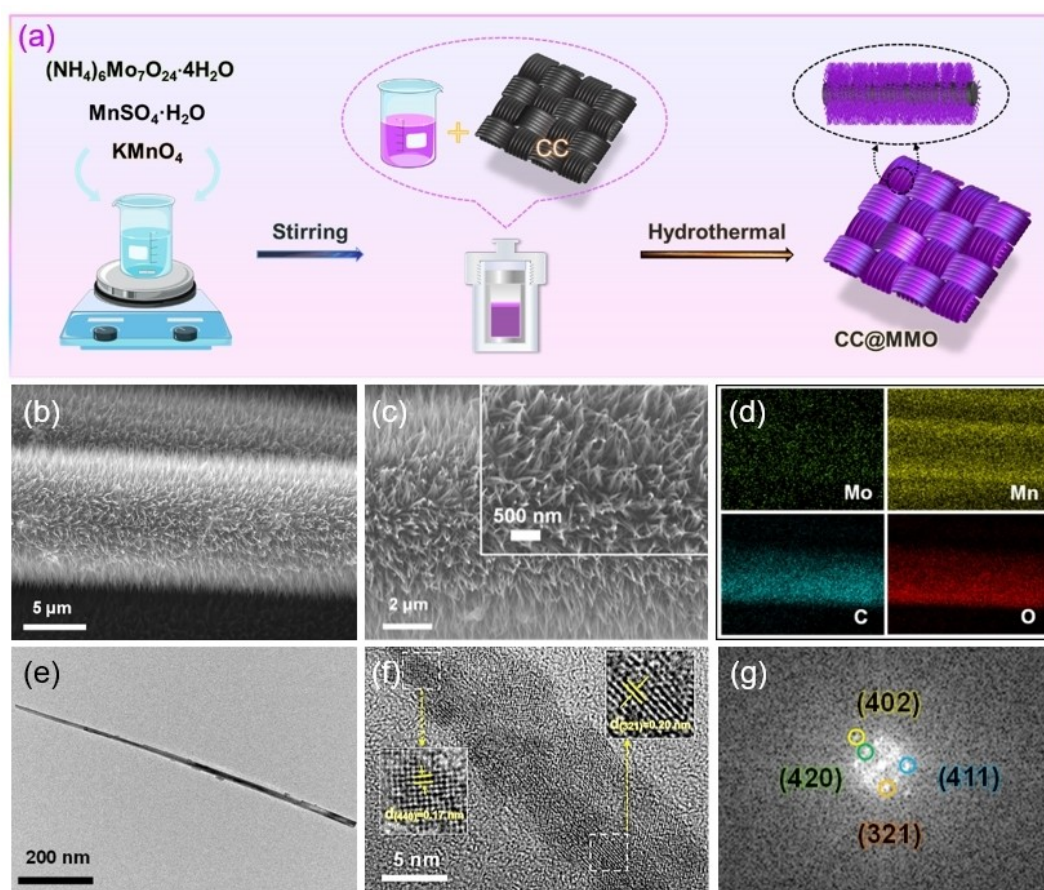 (a)
(NH₄)₆Mo₇O₂₄·4H₂O
MnSO₄·H₂O
KMnO₄
Stirring
CC
Hydrothermal
CC@MMO
(b)
5 μm
(c)
500 nm
2 μm
(d)
Mo
Mn
C
O
(e)
200 nm
(f)
d(321)=0.20 nm
d(440)=0.17 nm
5 nm
(g)
(402)
(420)
(411)
(321)